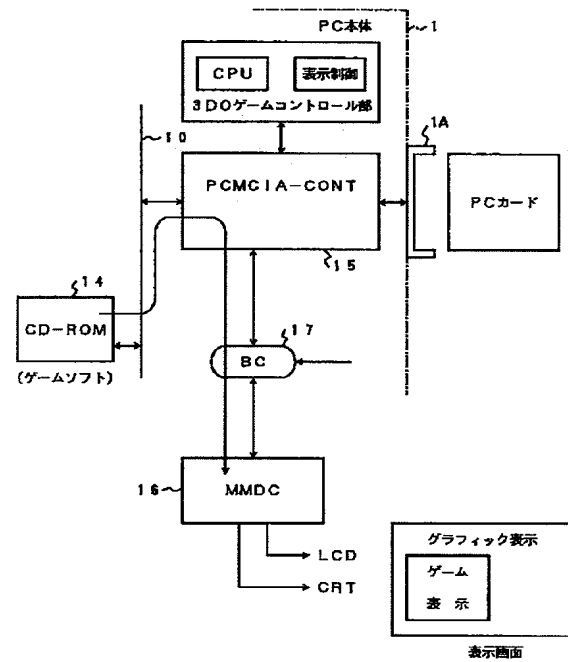 PC本体
1
CPU
表示制御
3DOゲームコントロール部
10
1A
PCMCIA-CONT
PCカード
15
14
CD-ROM
(ゲームソフト)
17
BC
16
MMDC
LCD
CRT
グラフィック表示
ゲーム
表示
表示画面